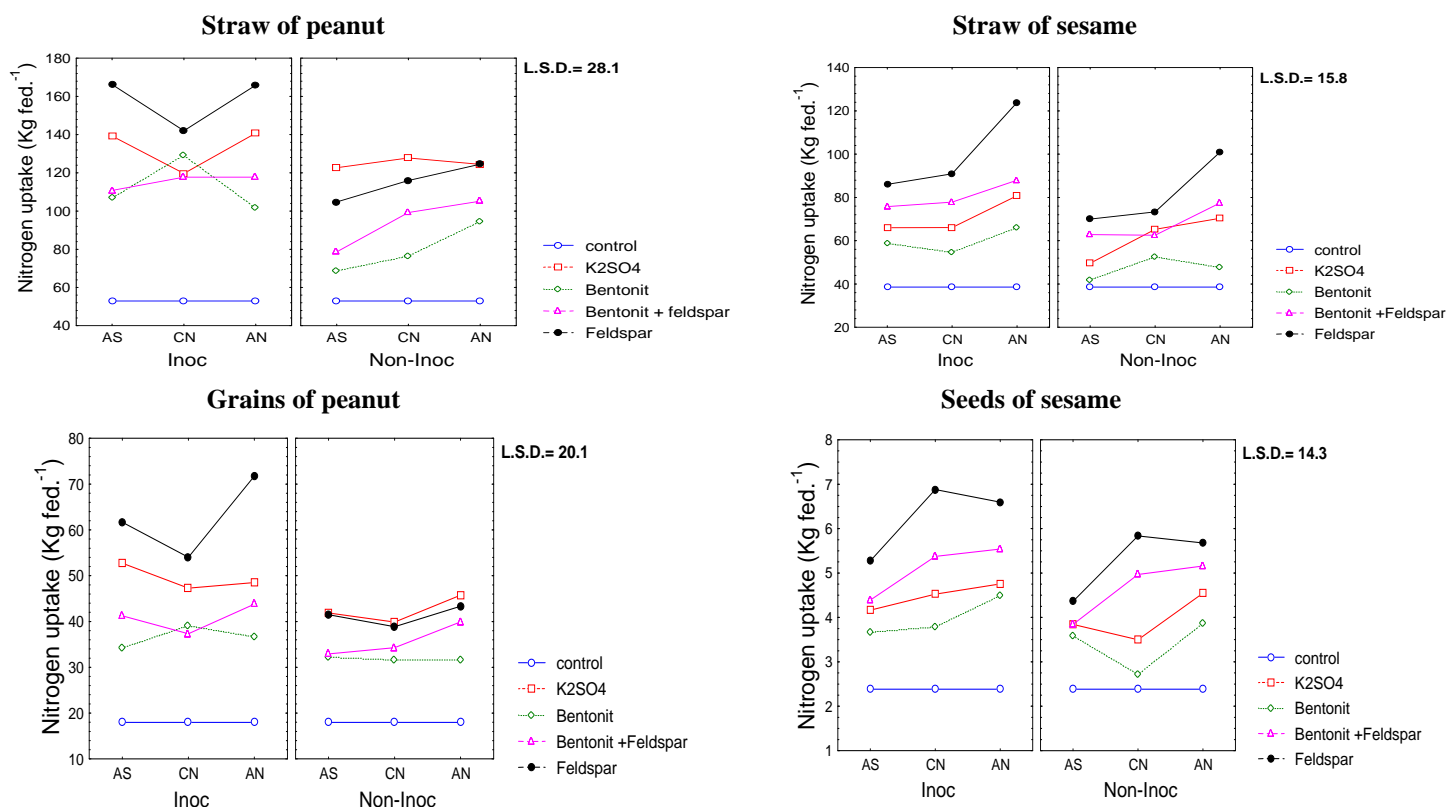 Straw of peanut
Nitrogen uptake (Kg fed.-1)
180
160
140
120
100
80
60
40
AS CN AN
Inoc
AS CN AN
Non-Inoc
L.S.D.= 28.1
control
K2SO4
Bentonit
Bentonit + feldspar
Feldspar
Straw of sesame
Nitrogen uptake (Kg fed.-1)
140
120
100
80
60
40
20
AS CN AN
Inoc
AS CN AN
Non-Inoc
L.S.D.= 15.8
control
K2SO4
Bentonit
Bentonit +Feldspar
Feldspar
Grains of peanut
Nitrogen uptake (Kg fed.-1)
80
70
60
50
40
30
20
10
AS CN AN
Inoc
AS CN AN
Non-Inoc
L.S.D.= 20.1
control
K2SO4
Bentonit
Bentonit +Feldspar
Feldspar
Seeds of sesame
Nitrogen uptake (Kg fed.-1)
8
7
6
5
4
3
2
1
AS CN AN
Inoc
AS CN AN
Non-Inoc
L.S.D.= 14.3
control
K2SO4
Bentonit
Bentonit +Feldspar
Feldspar